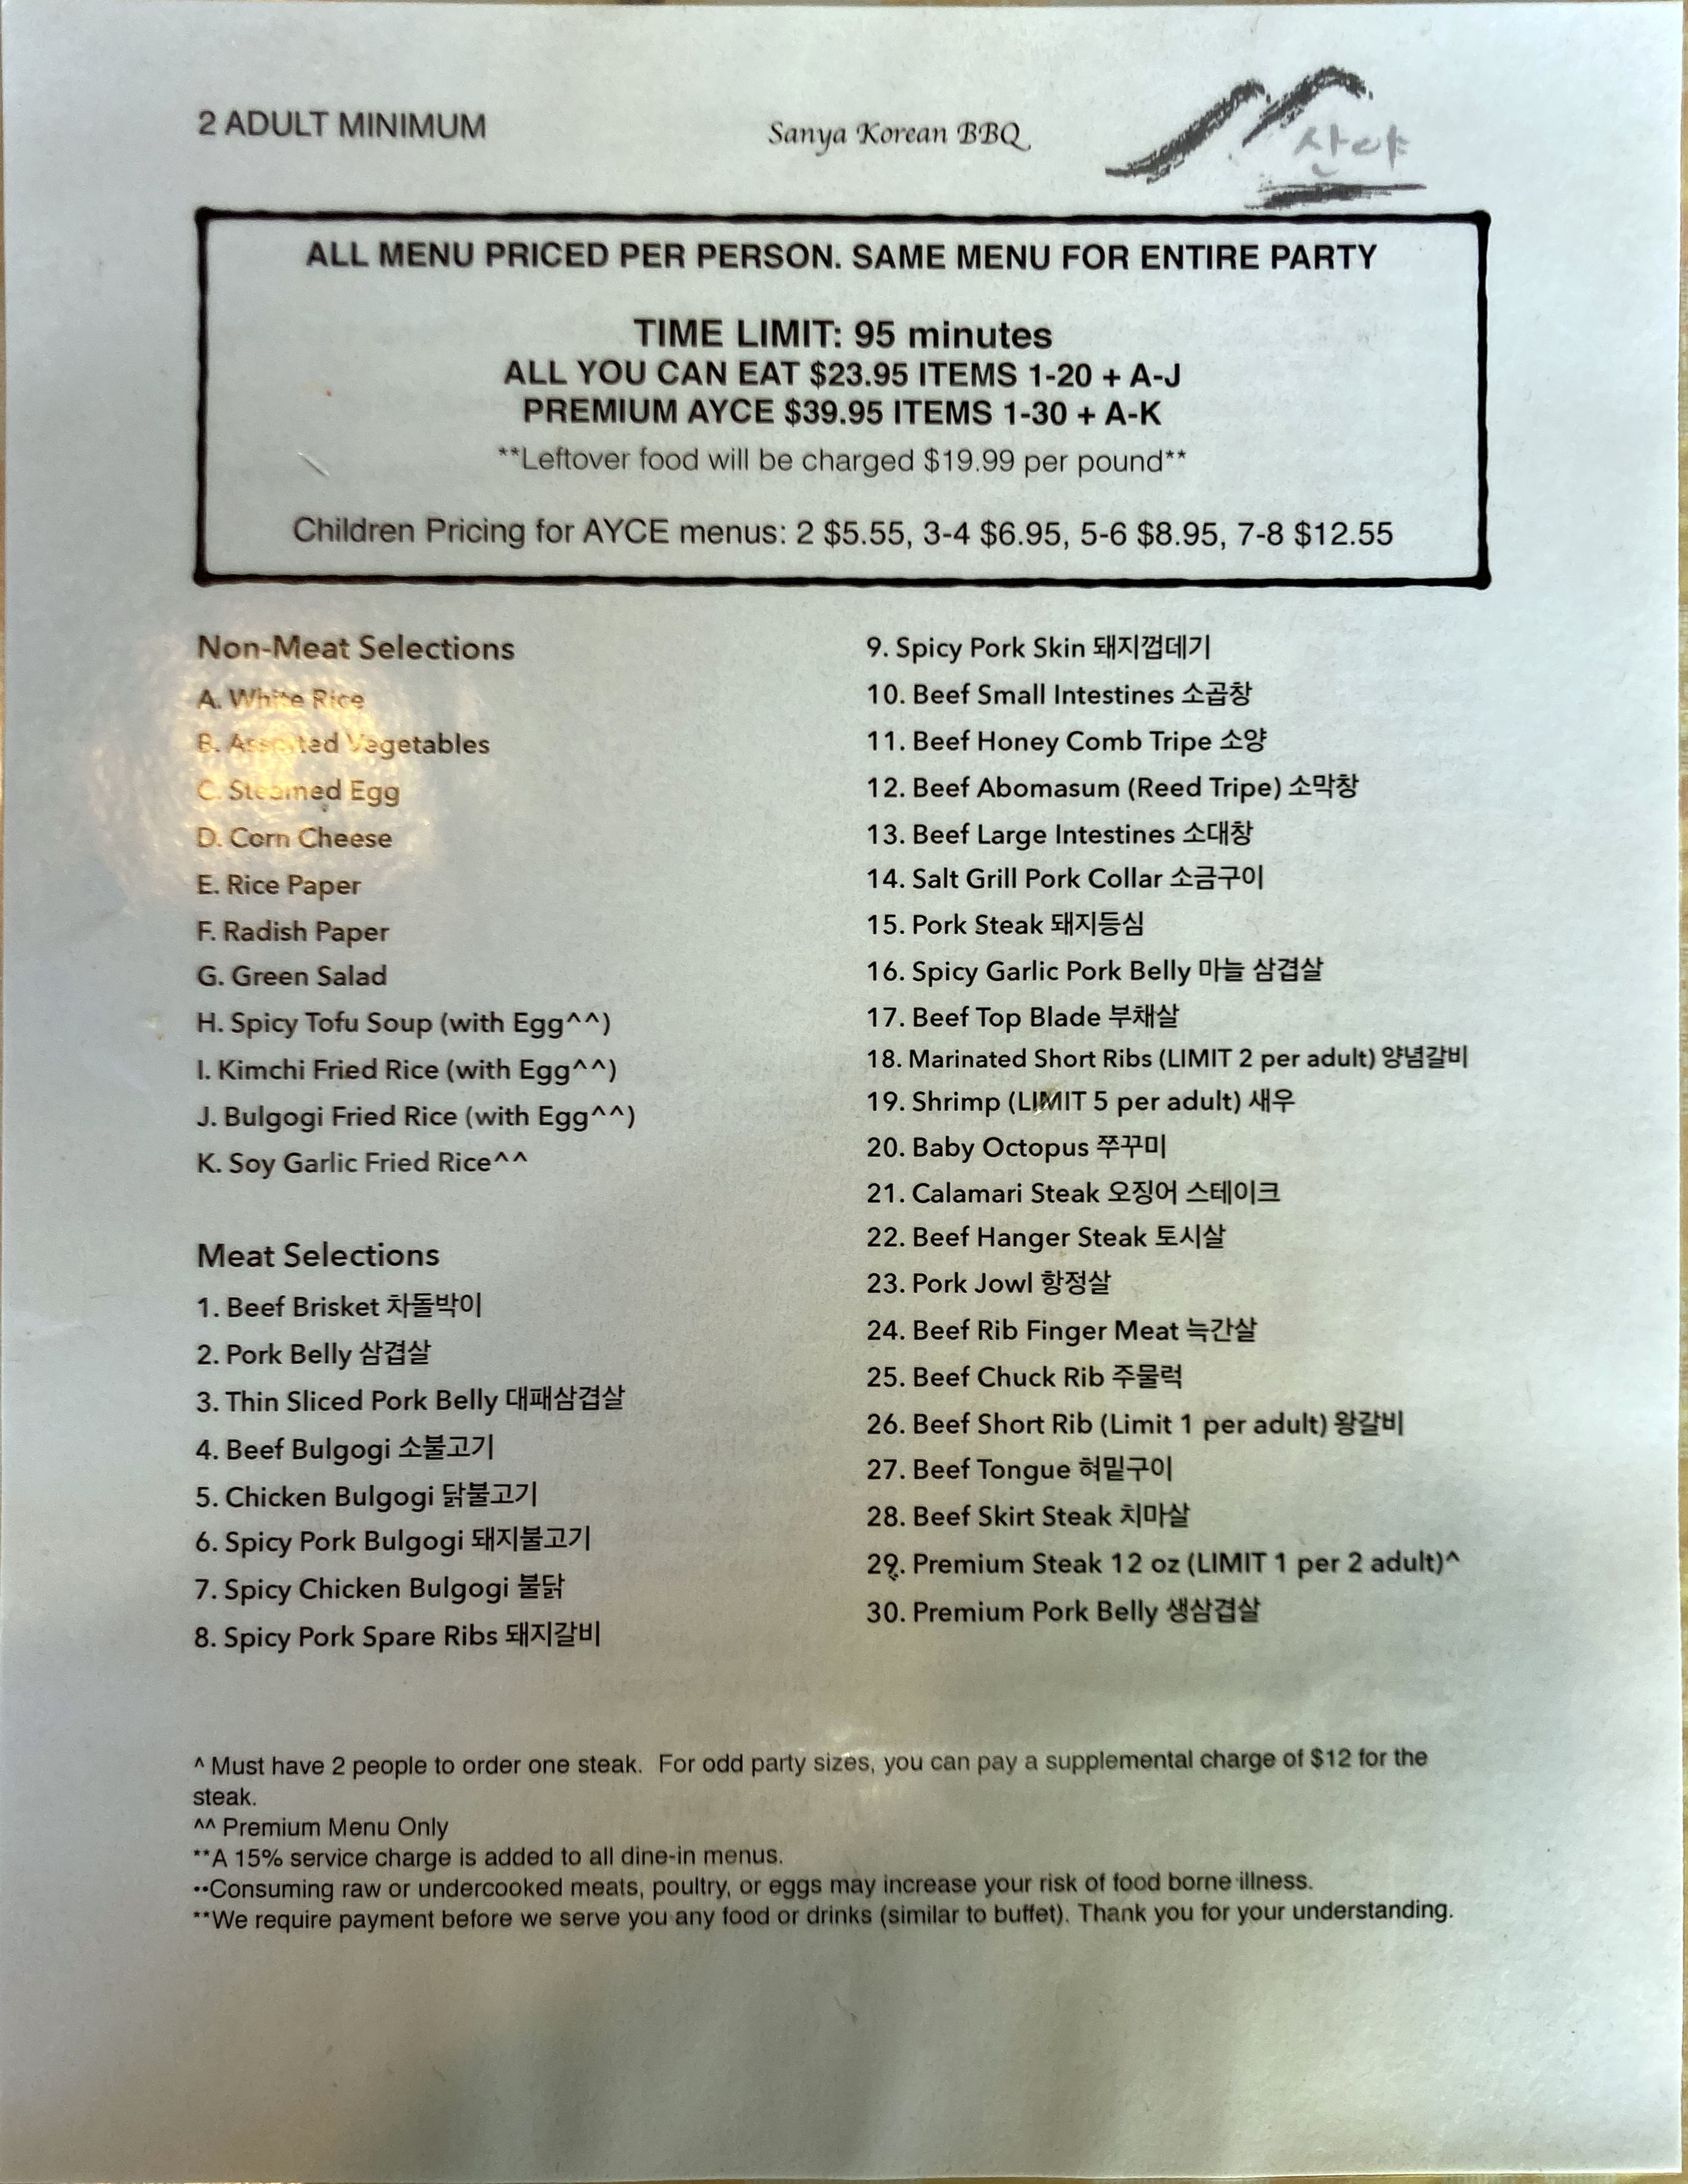 2 ADULT MINIMUM
Sanya Korean BBQ
산야
ALL MENU PRICED PER PERSON. SAME MENU FOR ENTIRE PARTY
TIME LIMIT: 95 minutes
ALL YOU CAN EAT $23.95 ITEMS 1-20 + A-J
PREMIUM AYCE $39.95 ITEMS 1-30 + A-K
**Leftover food will be charged $19.99 per pound**
Children Pricing for AYCE menus: 2 $5.55, 3-4 $6.95, 5-6 $8.95, 7-8 $12.55
Non-Meat Selections
A. White Rice
B. Assorted Vegetables
C. Steamed Egg
D. Corn Cheese
E. Rice Paper
F. Radish Paper
G. Green Salad
H. Spicy Tofu Soup (with Egg^^)
I. Kimchi Fried Rice (with Egg^^)
J. Bulgogi Fried Rice (with Egg^^)
K. Soy Garlic Fried Rice^^
Meat Selections
1. Beef Brisket 차돌박이
2. Pork Belly 삼겹살
3. Thin Sliced Pork Belly 대패삼겹살
4. Beef Bulgogi 소불고기
5. Chicken Bulgogi 닭불고기
6. Spicy Pork Bulgogi 돼지불고기
7. Spicy Chicken Bulgogi 불닭
8. Spicy Pork Spare Ribs 돼지갈비
9. Spicy Pork Skin 돼지껍데기
10. Beef Small Intestines 소곱창
11. Beef Honey Comb Tripe 소양
12. Beef Abomasum (Reed Tripe) 소막창
13. Beef Large Intestines 소대창
14. Salt Grill Pork Collar 소금구이
15. Pork Steak 돼지등심
16. Spicy Garlic Pork Belly 마늘 삼겹살
17. Beef Top Blade 부채살
18. Marinated Short Ribs (LIMIT 2 per adult) 양념갈비
19. Shrimp (LIMIT 5 per adult) 새우
20. Baby Octopus 쭈꾸미
21. Calamari Steak 오징어 스테이크
22. Beef Hanger Steak 토시살
23. Pork Jowl 항정살
24. Beef Rib Finger Meat 늑간살
25. Beef Chuck Rib 주물럭
26. Beef Short Rib (Limit 1 per adult) 왕갈비
27. Beef Tongue 혀밑구이
28. Beef Skirt Steak 치마살
29. Premium Steak 12 oz (LIMIT 1 per 2 adult)^
30. Premium Pork Belly 생삼겹살
^ Must have 2 people to order one steak. For odd party sizes, you can pay a supplemental charge of $12 for the
steak.
^^ Premium Menu Only
**A 15% service charge is added to all dine-in menus.
••Consuming raw or undercooked meats, poultry, or eggs may increase your risk of food borne illness.
**We require payment before we serve you any food or drinks (similar to buffet). Thank you for your understanding.